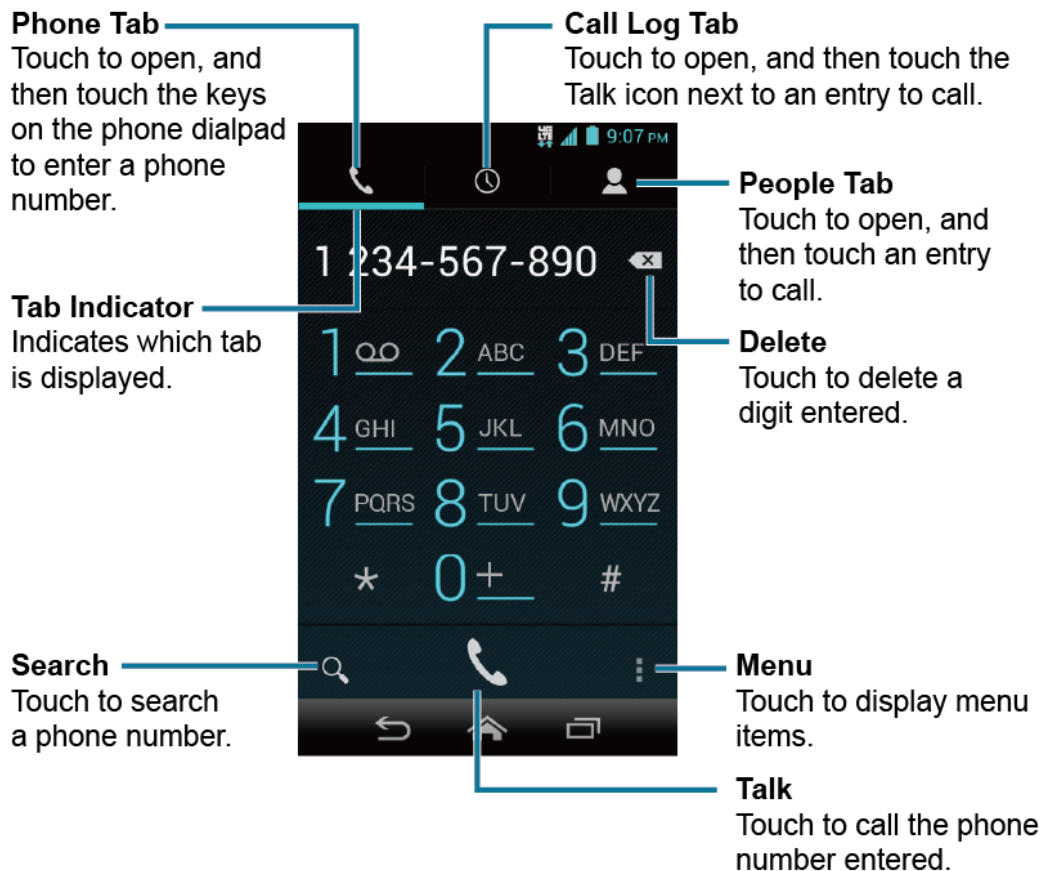 Phone Tab
Touch to open, and
then touch the keys
on the phone dialpad
to enter a phone
number.
Call Log Tab
Touch to open, and then touch the
Talk icon next to an entry to call.
4G
LTE
9:07 PM
People Tab
Touch to open, and
then touch an entry
to call.
1 234-567-890
Tab Indicator
Indicates which tab
is displayed.
Delete
Touch to delete a
digit entered.
1 2 ABC 3 DEF
4 GHI 5 JKL 6 MNO
7 PQRS 8 TUV 9 WXYZ
* 0 + #
Search
Touch to search
a phone number.
Menu
Touch to display menu
items.
Talk
Touch to call the phone
number entered.